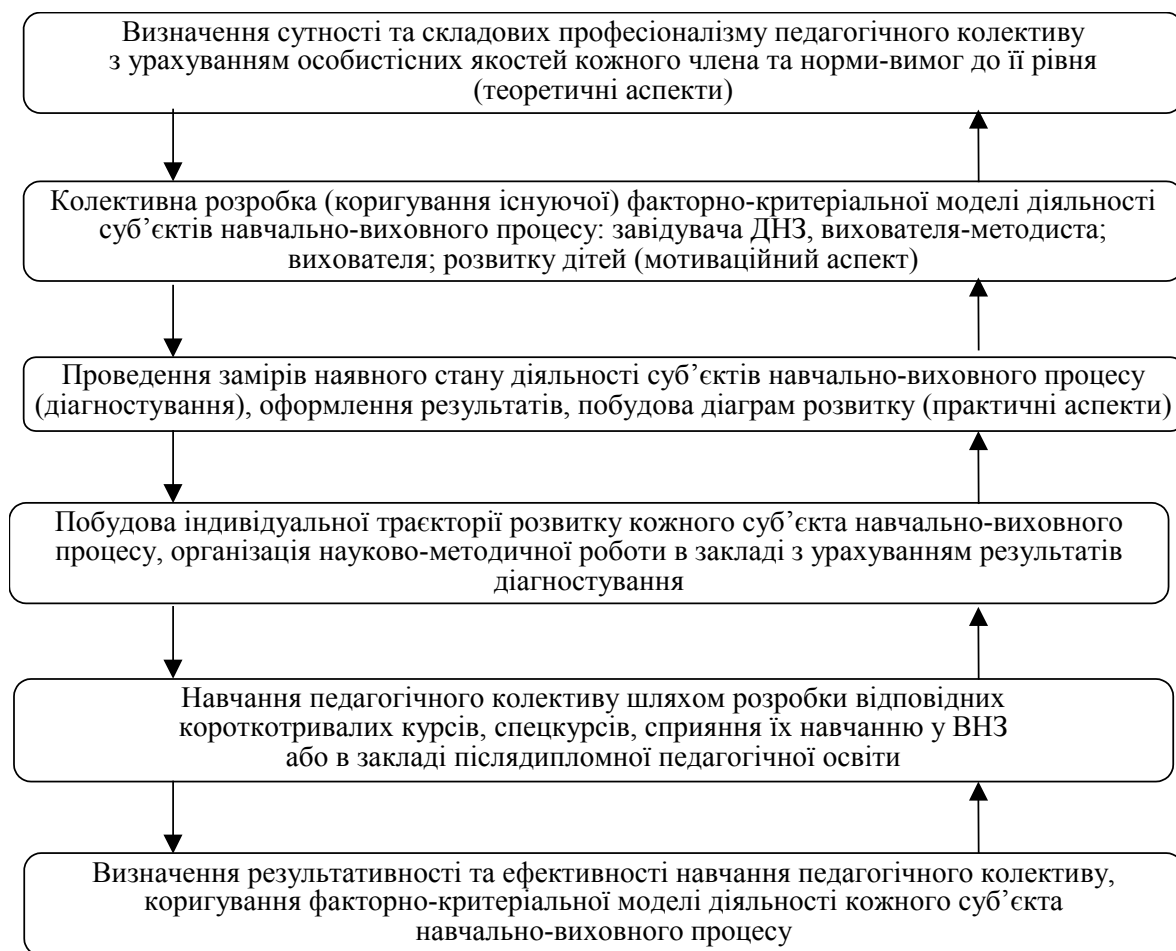 Визначення сутності та складових професіоналізму педагогічного колективу
з урахуванням особистісних якостей кожного члена та норми-вимог до її рівня
(теоретичні аспекти)
Колективна розробка (коригування існуючої) факторно-критеріальної моделі діяльності
суб’єктів навчально-виховного процесу: завідувача ДНЗ, вихователя-методиста;
вихователя; розвитку дітей (мотиваційний аспект)
Проведення замірів наявного стану діяльності суб’єктів навчально-виховного процесу
(діагностування), оформлення результатів, побудова діаграм розвитку (практичні аспекти)
Побудова індивідуальної траєкторії розвитку кожного суб’єкта навчально-виховного
процесу, організація науково-методичної роботи в закладі з урахуванням результатів
діагностування
Навчання педагогічного колективу шляхом розробки відповідних
короткотривалих курсів, спецкурсів, сприяння їх навчанню у ВНЗ
або в закладі післядипломної педагогічної освіти
Визначення результативності та ефективності навчання педагогічного колективу,
коригування факторно-критеріальної моделі діяльності кожного суб’єкта
навчально-виховного процесу